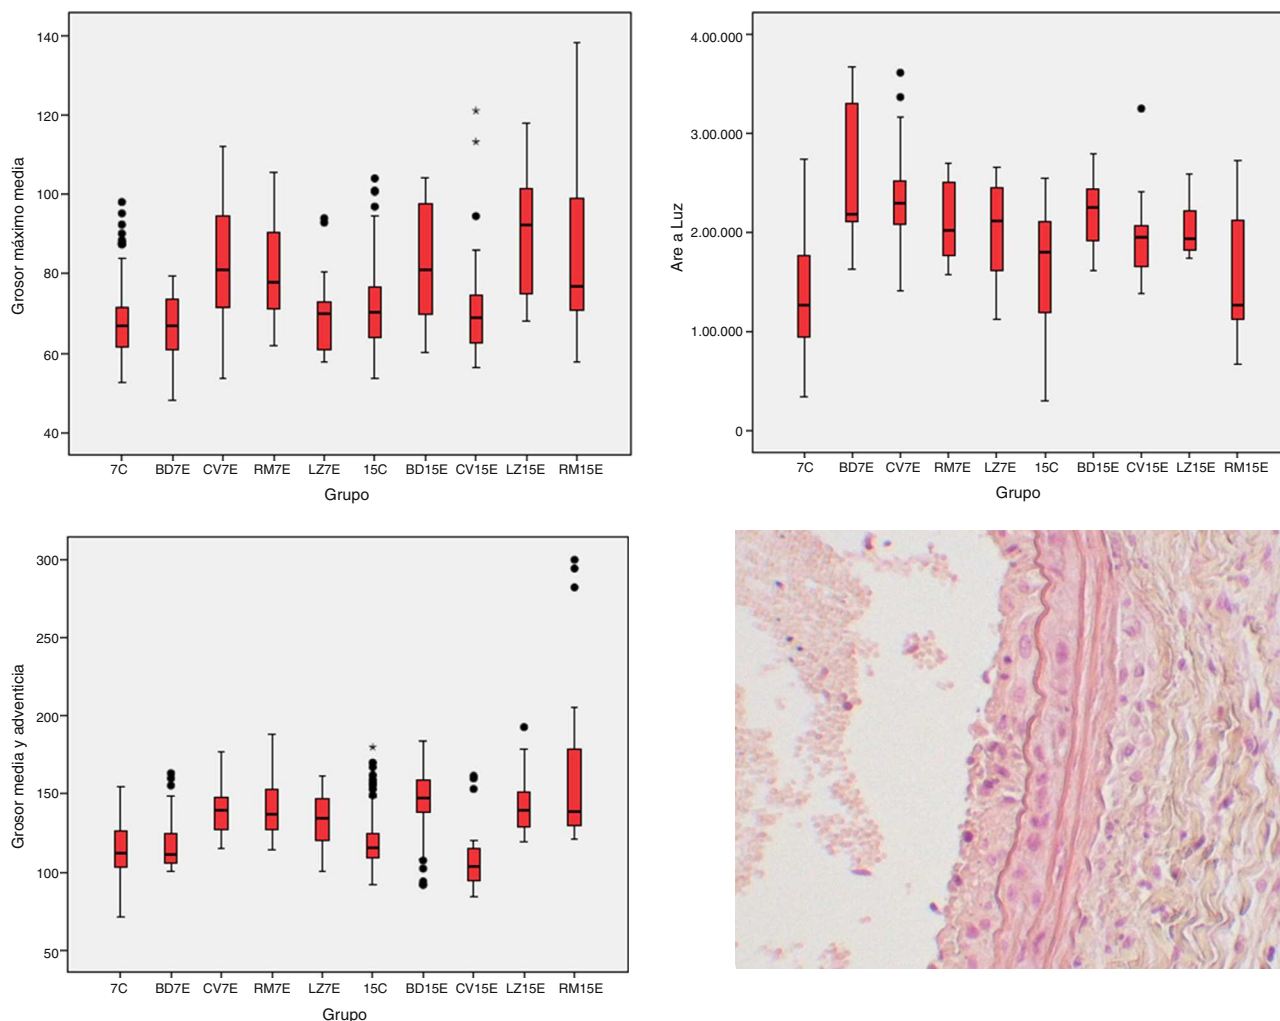 Grosor máximo media
140
120
100
80
60
40
7C BD7E CV7E RM7E LZ7E 15C BD15E CV15E LZ15E RM15E
Grupo
Are a Luz
4.00.000
3.00.000
2.00.000
1.00.000
0
7C BD7E CV7E RM7E LZ7E 15C BD15E CV15E LZ15E RM15E
Grupo
Grosor media y adventicia
300
250
200
150
100
50
7C BD7E CV7E RM7E LZ7E 15C BD15E CV15E LZ15E RM15E
Grupo